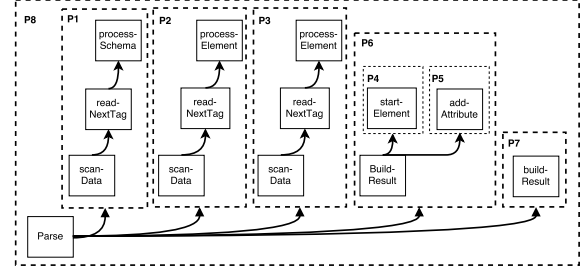 P8
P1
process-
Schema
read-
NextTag
scan-
Data
P2
process-
Element
read-
NextTag
scan-
Data
P3
process-
Element
read-
NextTag
scan-
Data
P6
P4
start-
Element
P5
add-
Attribute
Build-
Result
P7
build-
Result
Parse